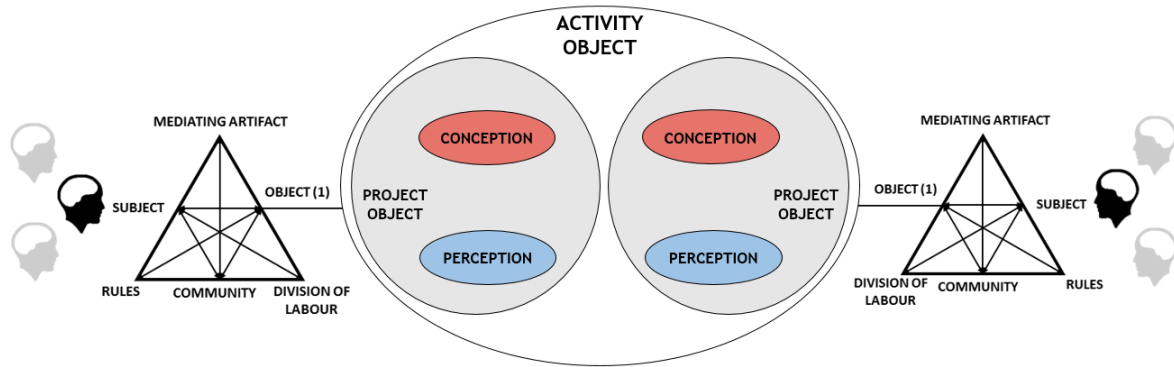 ACTIVITY
OBJECT
MEDIATING ARTIFACT
SUBJECT
OBJECT (1)
RULES
COMMUNITY
DIVISION OF
LABOUR
CONCEPTION
PROJECT
OBJECT
PERCEPTION
CONCEPTION
PROJECT
OBJECT
PERCEPTION
MEDIATING ARTIFACT
OBJECT (1)
SUBJECT
DIVISION OF
LABOUR
COMMUNITY
RULES